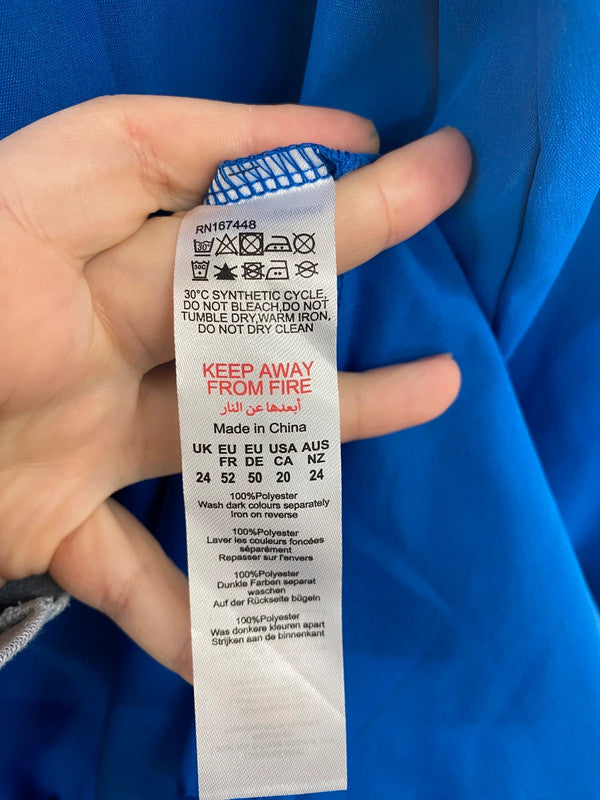 RN167448
30°
30C
30°C SYNTHETIC CYCLE,
DO NOT BLEACH,DO NOT
TUMBLE DRY,WARM IRON,
DO NOT DRY CLEAN
KEEP AWAY
FROM FIRE
أبعدها عن النار
Made in China
UK EU EU USA AUS
FR DE CA NZ
24 52 50 20 24
100%Polyester
Wash dark colours separately
Iron on reverse
100%Polyester
Laver les couleurs foncées
séparément
Repasser sur l'envers
100%Polyester
Dunkle Farben separat
waschen
Auf der Rückseite bügeln
100%Polyester
Was donkere kleuren apart
Strijken aan de binnenkant